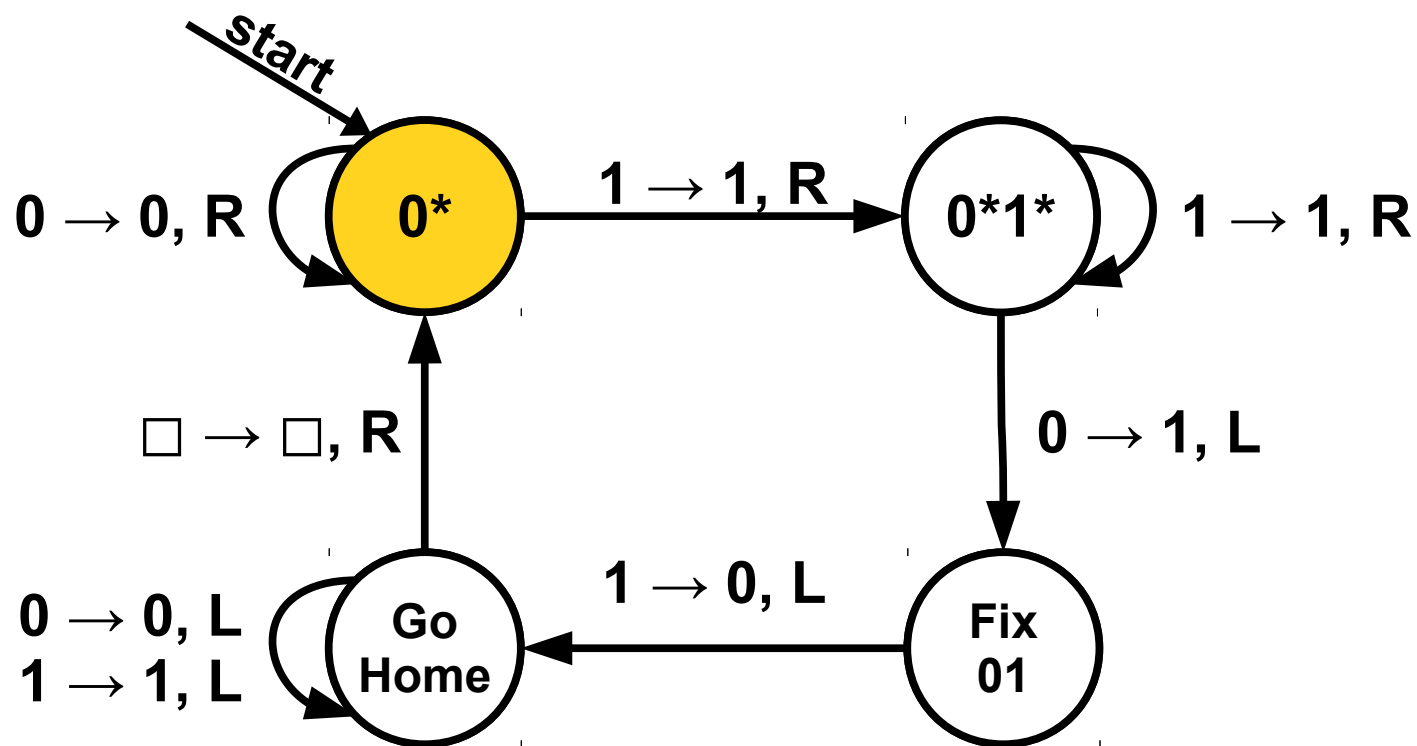 start
0 → 0, R
0*
1 → 1, R
0*1*
1 → 1, R
□ → □, R
0 → 1, L
0 → 0, L
1 → 1, L
Go
Home
1 → 0, L
Fix
01